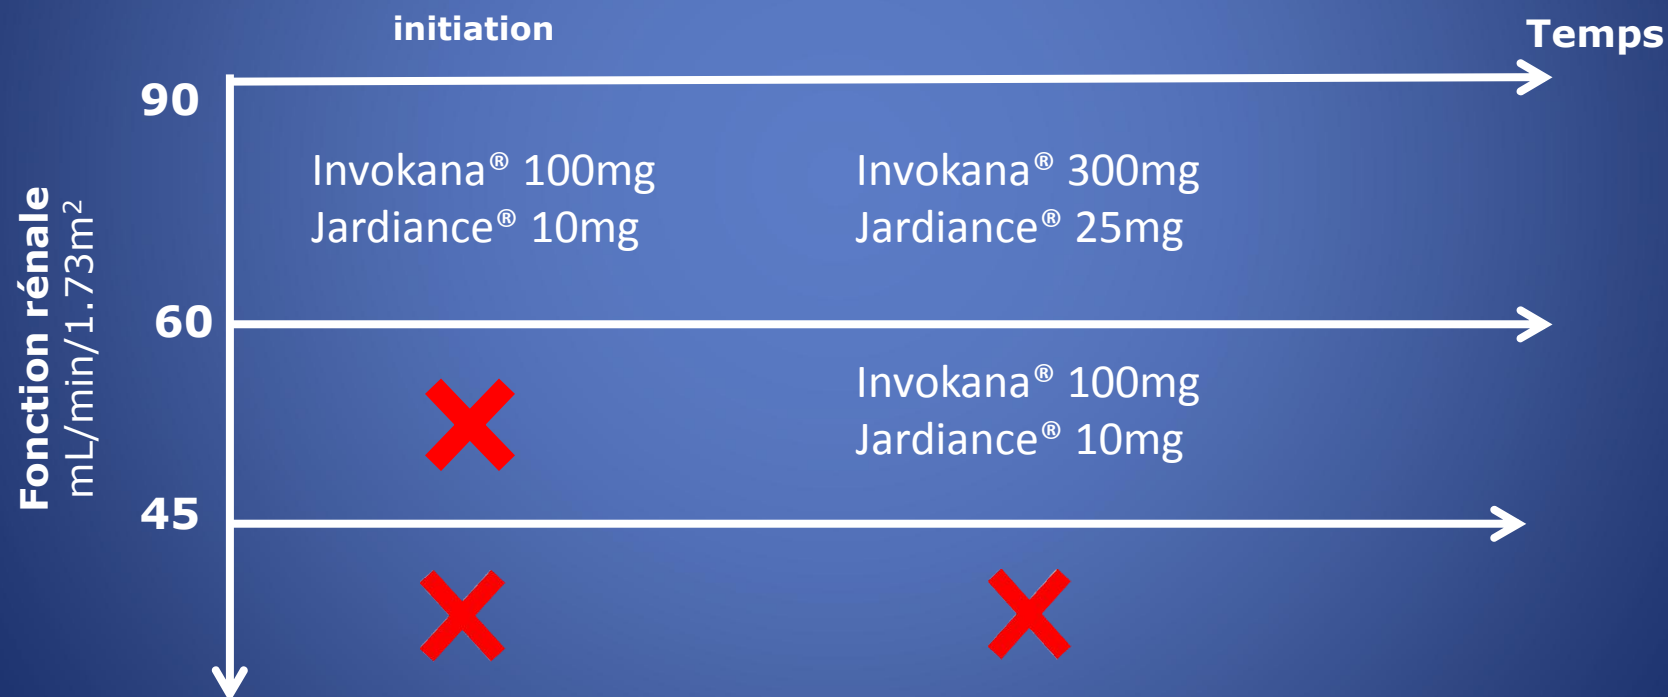 initiation
Temps
90
Invokana® 100mg
Jardiance® 10mg
Invokana® 300mg
Jardiance® 25mg
Fonction rénale
mL/min/1.73m²
60
Invokana® 100mg
Jardiance® 10mg
45